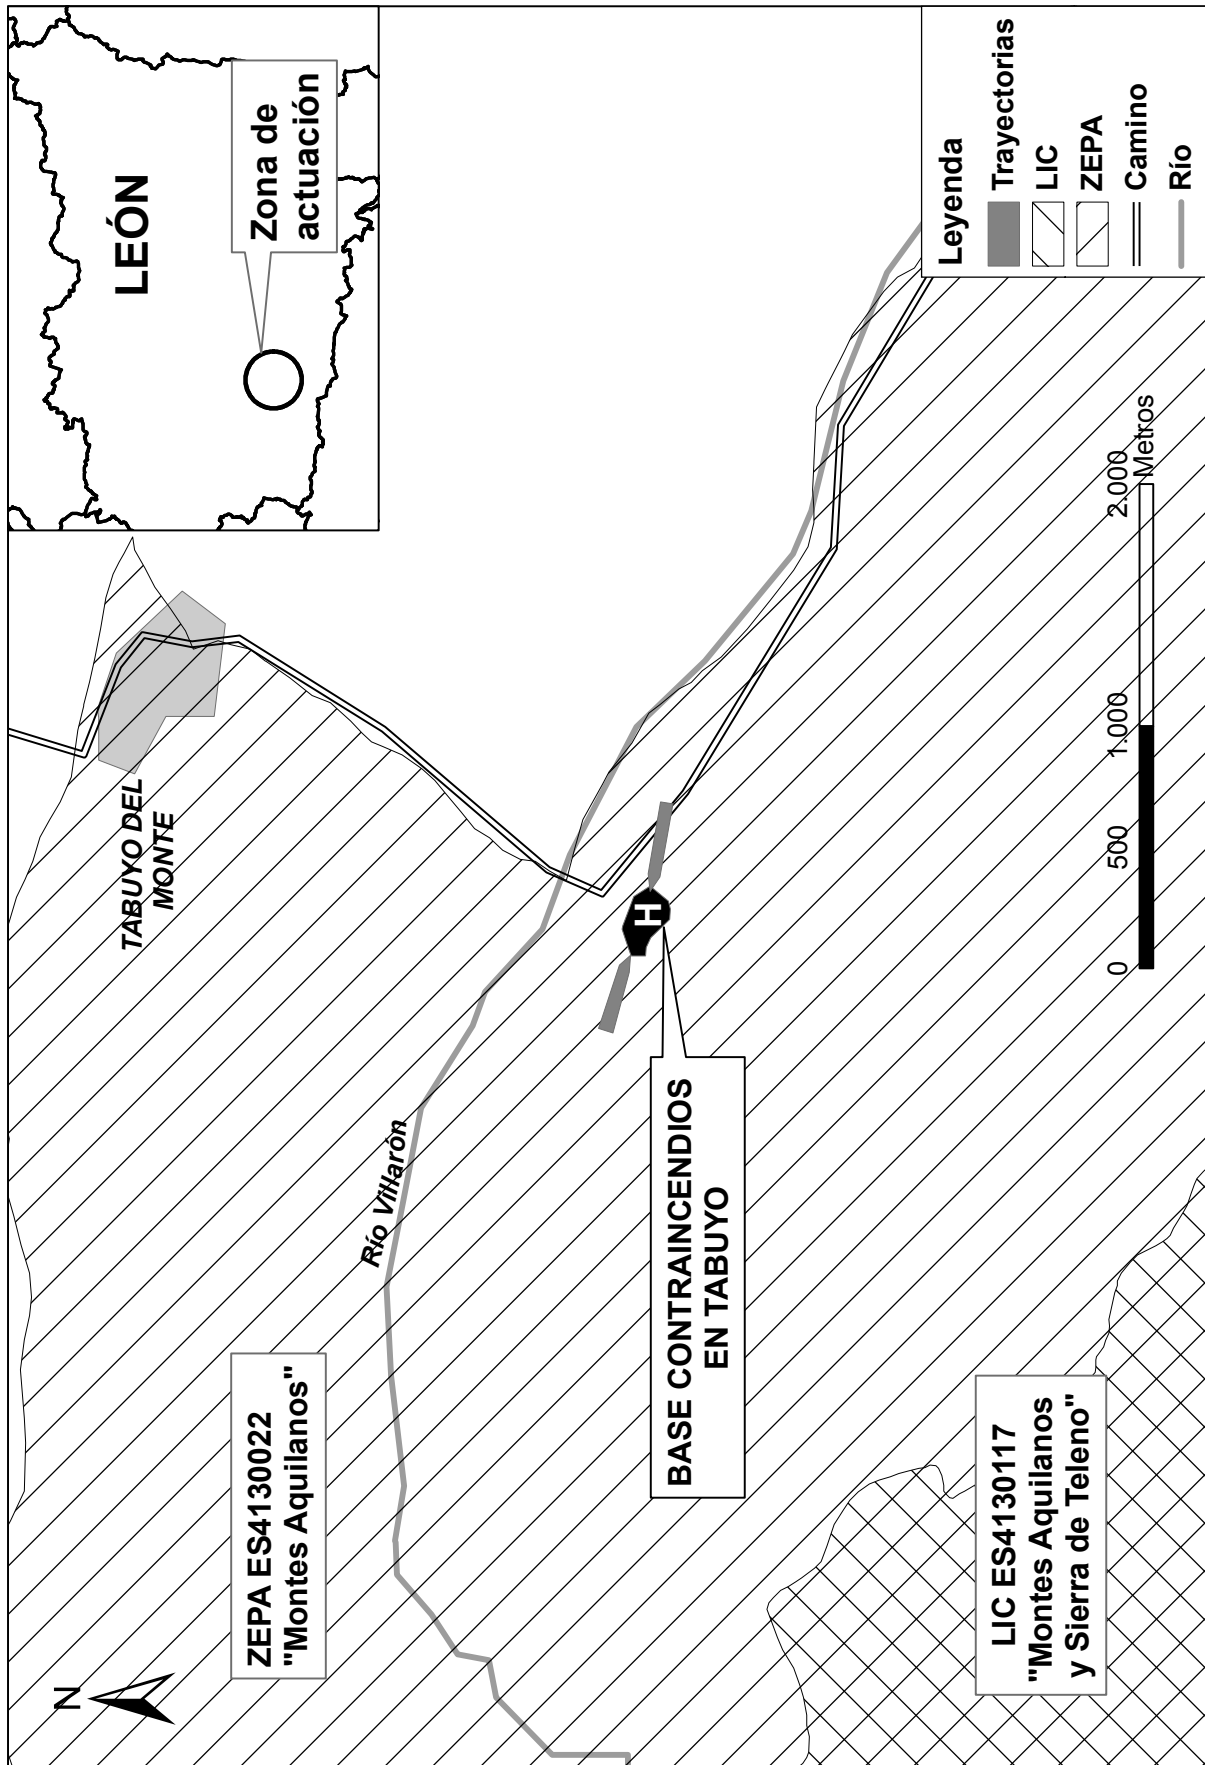 N
ZEPA ES4130022
"Montes Aquilanos"
Río Villarón
TABUYO DEL
MONTE
LEÓN
Zona de
actuación
H
BASE CONTRAINCENDIOS
EN TABUYO
LIC ES4130117
"Montes Aquilanos
y Sierra de Teleno"
0 500 1.000 2.000
Metros
Leyenda
Trayectorias
LIC
ZEPA
Camino
Río